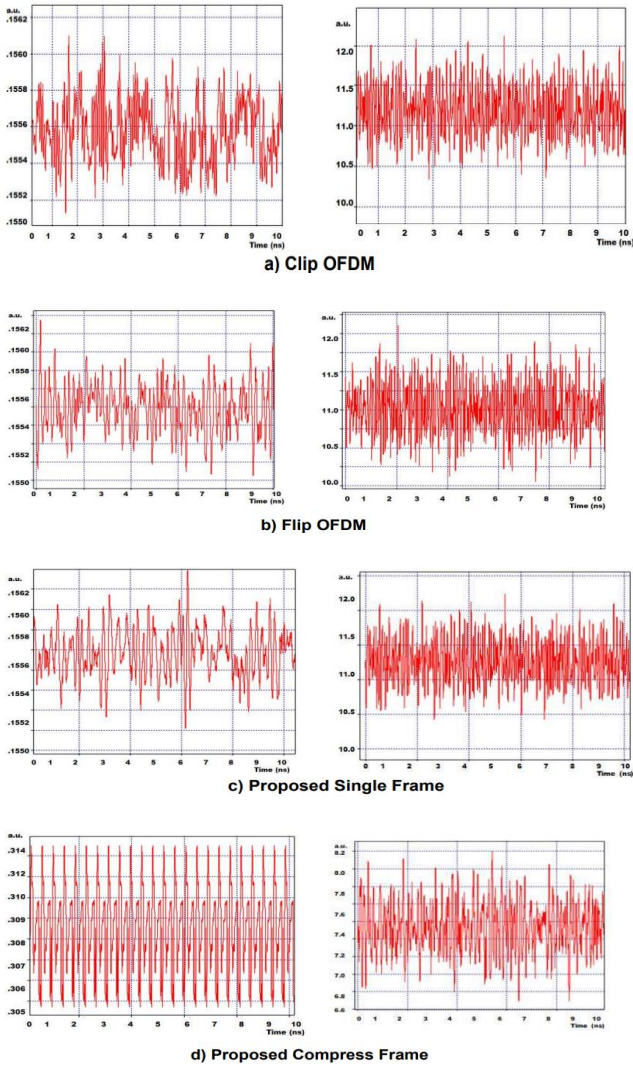 a.u.
.1562
.1560
.1558
.1556
.1554
.1552
.1550
0 1 2 3 4 5 6 7 8 9 10
Time (ns)
12.0
11.5
11.0
10.5
10.0
0 1 2 3 4 5 6 7 8 9 10
Time (ns)
a) Clip OFDM
a.u.
.1562
.1560
.1558
.1556
.1554
.1552
.1550
0 1 2 3 4 5 6 7 8 9 10
Time (ns)
a.u.
12.0
11.5
11.0
10.5
10.0
0 1 2 3 4 5 6 7 8 9 10
Time (ns)
b) Flip OFDM
a.u.
.1562
.1560
.1558
.1556
.1554
.1552
.1550
0 1 2 3 4 5 6 7 8 9 10
Time (ns)
a.u.
12.0
11.5
11.0
10.5
10.0
0 1 2 3 4 5 6 7 8 9 10
Time (ns)
c) Proposed Single Frame
a.u.
.314
.310
.309
.308
.307
.306
.305
0 1 2 3 4 5 6 7 8 9 10
Time (ns)
a.u.
8.2
8.0
7.8
7.6
7.4
7.2
7.0
6.8
6.6
0 1 2 3 4 5 6 7 8 9 10
Time (ns)
d) Proposed Compress Frame